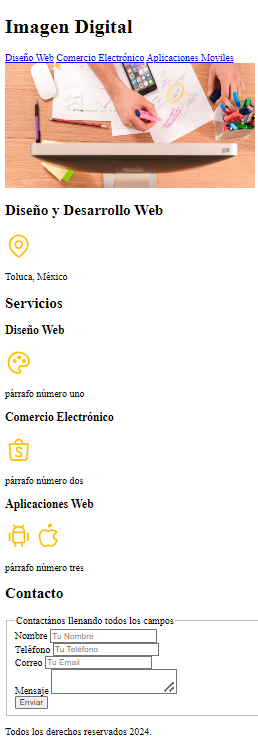 Imagen Digital
Diseño Web Comercio Electrónico Aplicaciones Moviles
Diseño y Desarrollo Web
Toluca, México
Servicios
Diseño Web
párrafo número uno
Comercio Electrónico
párrafo número dos
Aplicaciones Web
párrafo número tres
Contacto
Contactános llenando todos los campos
Nombre Tu Nombre
Teléfono Tu Teléfono
Correo Tu Email
Mensaje
Enviar
Todos los derechos reservados 2024.